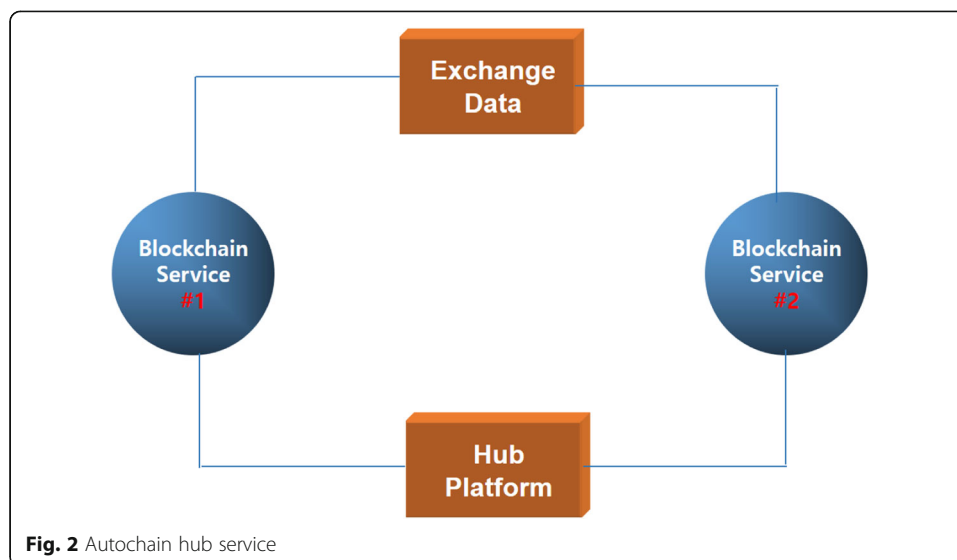 Exchange
Data
Blockchain
Service
#1
Blockchain
Service
#2
Hub
Platform
Fig. 2 Autochain hub service